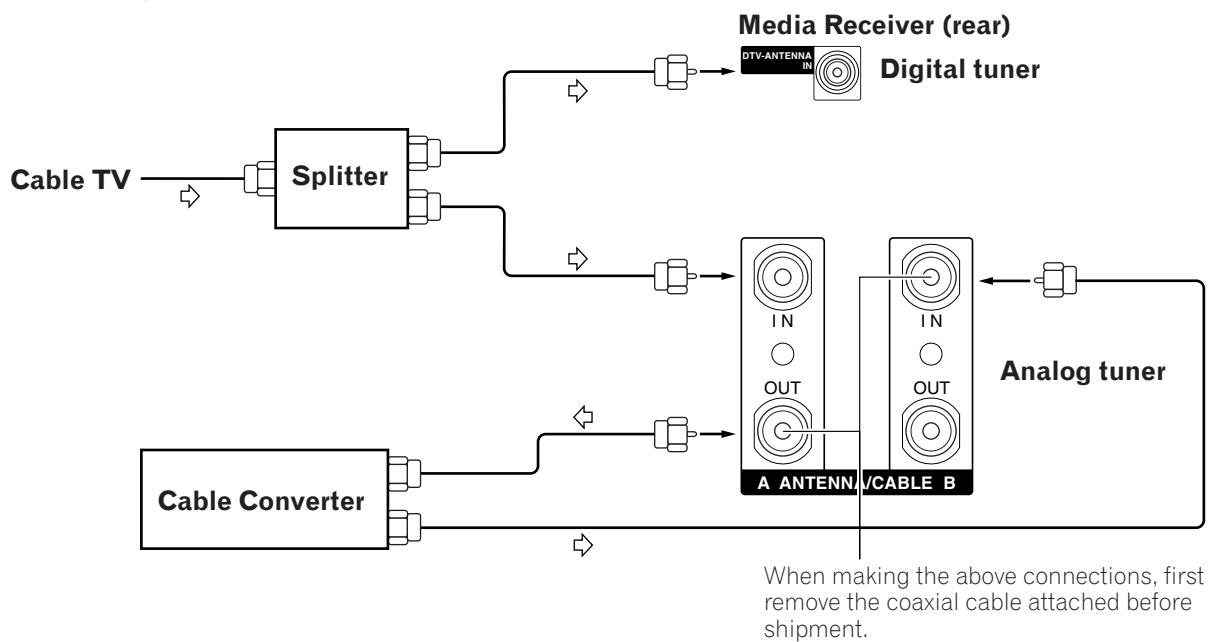 Media Receiver (rear)
DTV-ANTENNA
IN
Digital tuner
Cable TV
Splitter
IN
IN
Analog tuner
OUT
OUT
A ANTENNA/CABLE B
Cable Converter
When making the above connections, first
remove the coaxial cable attached before
shipment.